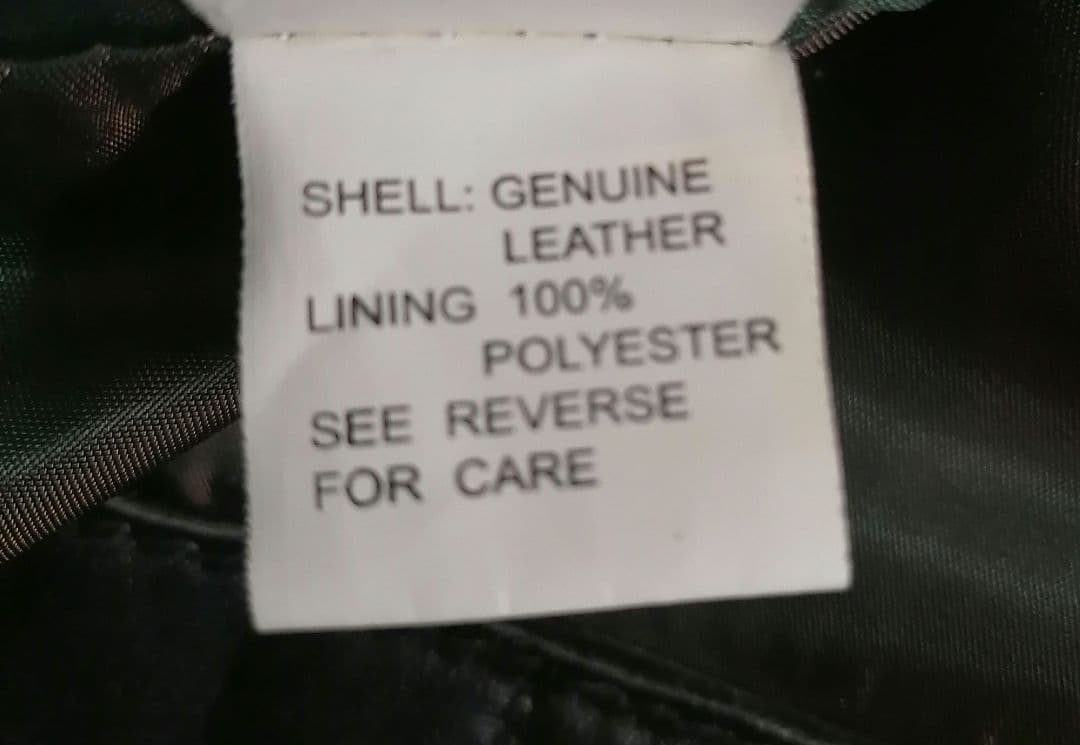 SHELL: GENUINE
LEATHER
LINING 100%
POLYESTER
SEE REVERSE
FOR CARE